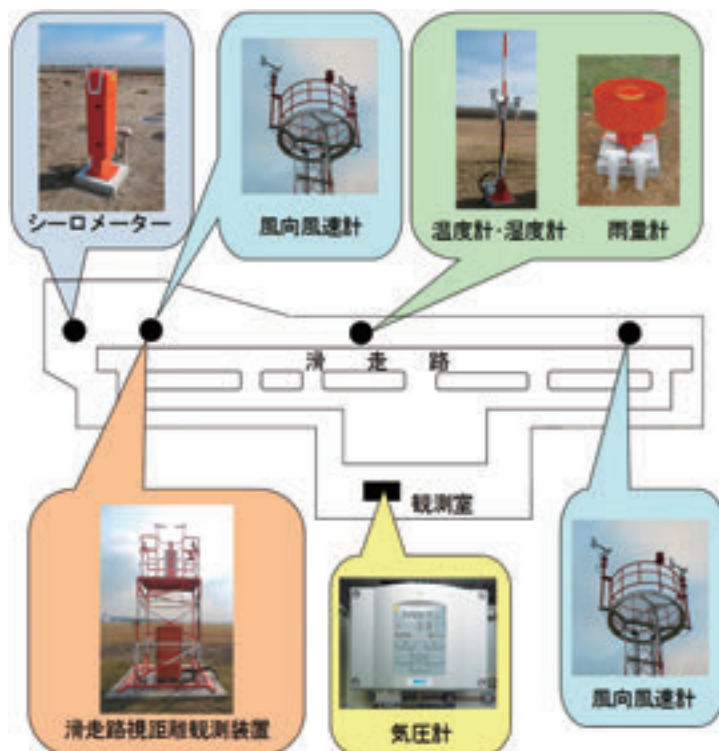 シーロメーター
風向風速計
温度計・湿度計
雨量計
滑走路
観測室
滑走路視距離観測装置
気圧計
風向風速計